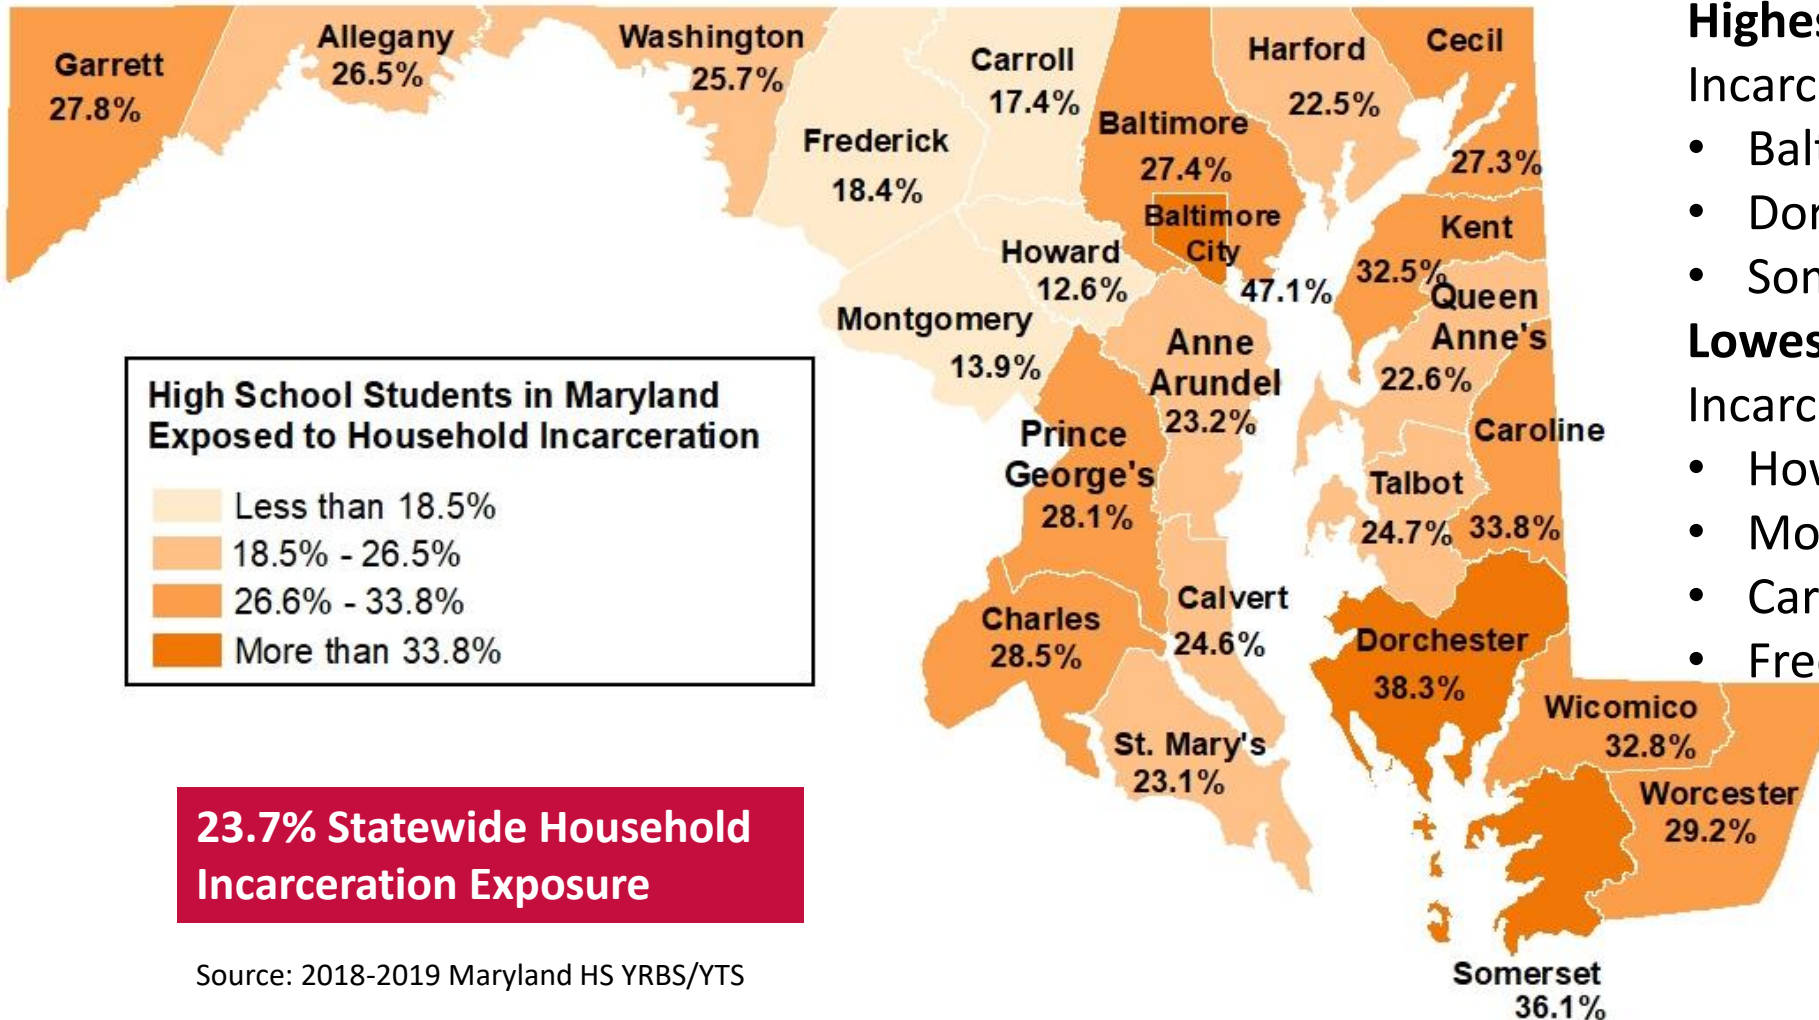 Garrett
27.8%
Allegany
26.5%
Washington
25.7%
Frederick
18.4%
Carroll
17.4%
Baltimore
27.4%
Baltimore
City
47.1%
Harford
22.5%
Cecil
27.3%
Kent
32.5%
Queen
Anne's
22.6%
Howard
12.6%
Montgomery
13.9%
Anne
Arundel
23.2%
Prince
George's
28.1%
Caroline
33.8%
Talbot
24.7%
Charles
28.5%
Calvert
24.6%
Dorchester
38.3%
St. Mary's
23.1%
Wicomico
32.8%
Worcester
29.2%
Somerset
36.1%
High School Students in Maryland
Exposed to Household Incarceration
Less than 18.5%
18.5% - 26.5%
26.6% - 33.8%
More than 33.8%
23.7% Statewide Household
Incarceration Exposure
Source: 2018-2019 Maryland HS YRBS/YTS